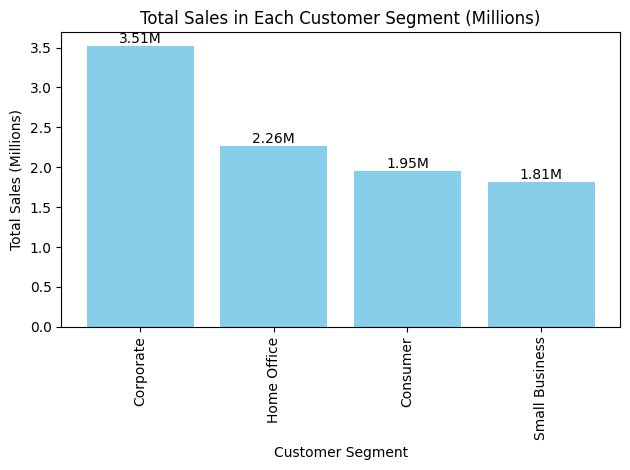 Total Sales in Each Customer Segment (Millions)
Total Sales (Millions)
3.5
3.0
2.5
2.0
1.5
1.0
0.5
0.0
3.51M
2.26M
1.95M
1.81M
Corporate
Home Office
Consumer
Small Business
Customer Segment